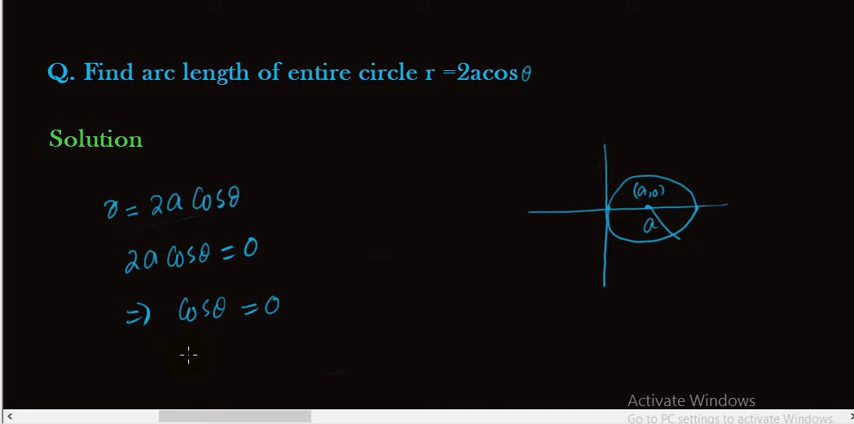 Q. Find arc length of entire circle r =2acosθ
Solution
r = 2a Cosθ
2a Cosθ = 0
⇒ Cosθ = 0
(a,0)
a
Activate Windows
Go to PC settings to activate Windows.